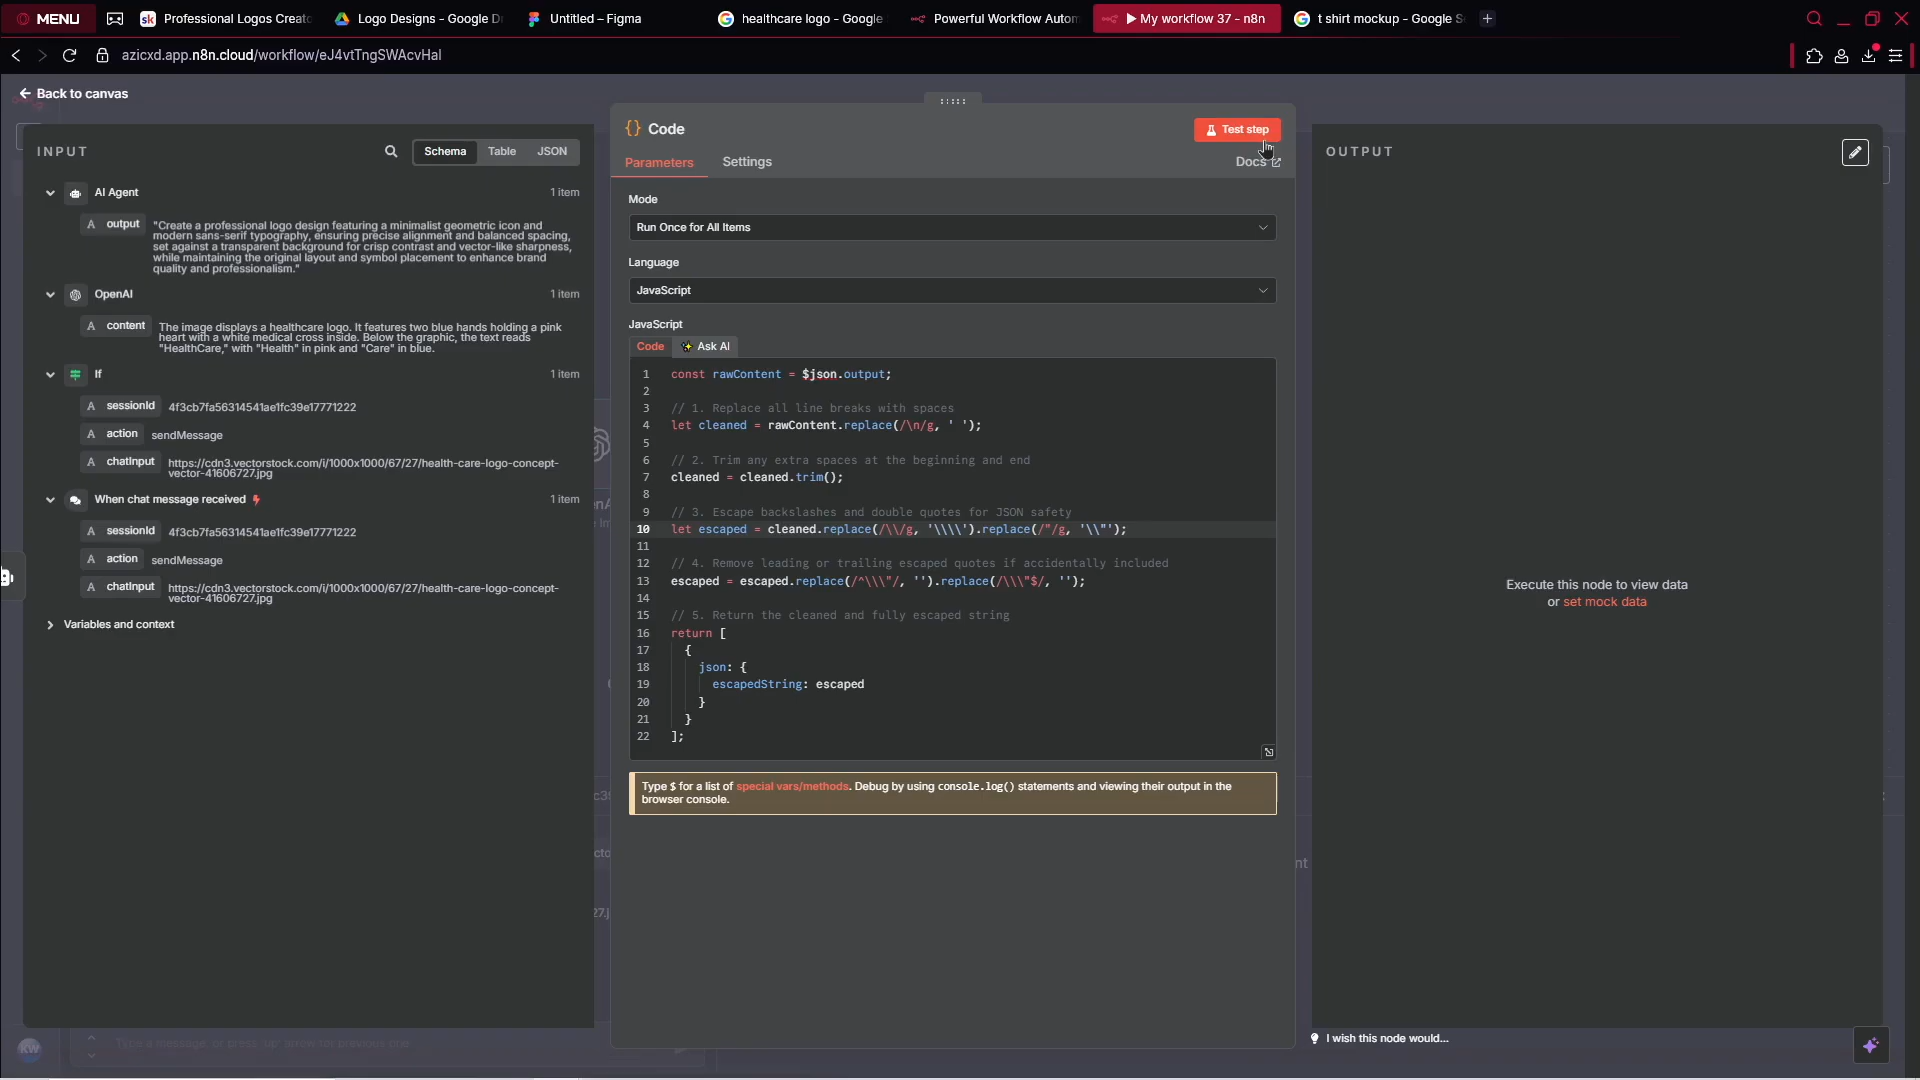 MENU
Professional Logos Creato
Logo Designs - Google D
Untitled – Figma
healthcare logo - Google
Powerful Workflow Autom
▶ My workflow 37 - n8n
t shirt mockup - Google S
azicxd.app.n8n.cloud/workflow/eJ4vtTngSWAcvHal
Back to canvas
INPUT
Schema
Table
JSON
AI Agent
1 item
A output
"Create a professional logo design featuring a minimalist geometric icon and
modern sans-serif typography, ensuring precise alignment and balanced spacing,
set against a transparent background for crisp contrast and vector-like sharpness,
while maintaining the original layout and symbol placement to enhance brand
quality and professionalism."
OpenAI
1 item
A content
The image displays a healthcare logo. It features two blue hands holding a pink
heart with a white medical cross inside. Below the graphic, the text reads
"HealthCare," with "Health" in pink and "Care" in blue.
If
1 item
A sessionId
4f3cb7fa56314541ae1fc39e17771222
A action
sendMessage
A chatInput
https://cdn3.vectorstock.com/i/1000x1000/67/27/health-care-logo-concept-
vector-41606727.jpg
When chat message received
1 item
A sessionId
4f3cb7fa56314541ae1fc39e17771222
A action
sendMessage
A chatInput
https://cdn3.vectorstock.com/i/1000x1000/67/27/health-care-logo-concept-
vector-41606727.jpg
Variables and context
KW
Type a message, or press 'up' arrow for previous one
{} Code
Test step
Parameters
Settings
Docs
Mode
Run Once for All Items
Language
JavaScript
JavaScript
Code
Ask AI
1 const rawContent = $json.output;
2
3 // 1. Replace all line breaks with spaces
4 let cleaned = rawContent.replace(/\n/g, ' ');
5
6 // 2. Trim any extra spaces at the beginning and end
7 cleaned = cleaned.trim();
8
9 // 3. Escape backslashes and double quotes for JSON safety
10 let escaped = cleaned.replace(/\\/g, '\\\\').replace(/"/g, '\\"');
11
12 // 4. Remove leading or trailing escaped quotes if accidentally included
13 escaped = escaped.replace(/^\\\"/, '').replace(/\\\"$/, '');
14
15 // 5. Return the cleaned and fully escaped string
16 return [
17 {
18 json: {
19 escapedString: escaped
20 }
21 }
22 ];
Type $ for a list of special vars/methods. Debug by using console.log() statements and viewing their output in the
browser console.
OUTPUT
Execute this node to view data
or set mock data
I wish this node would...